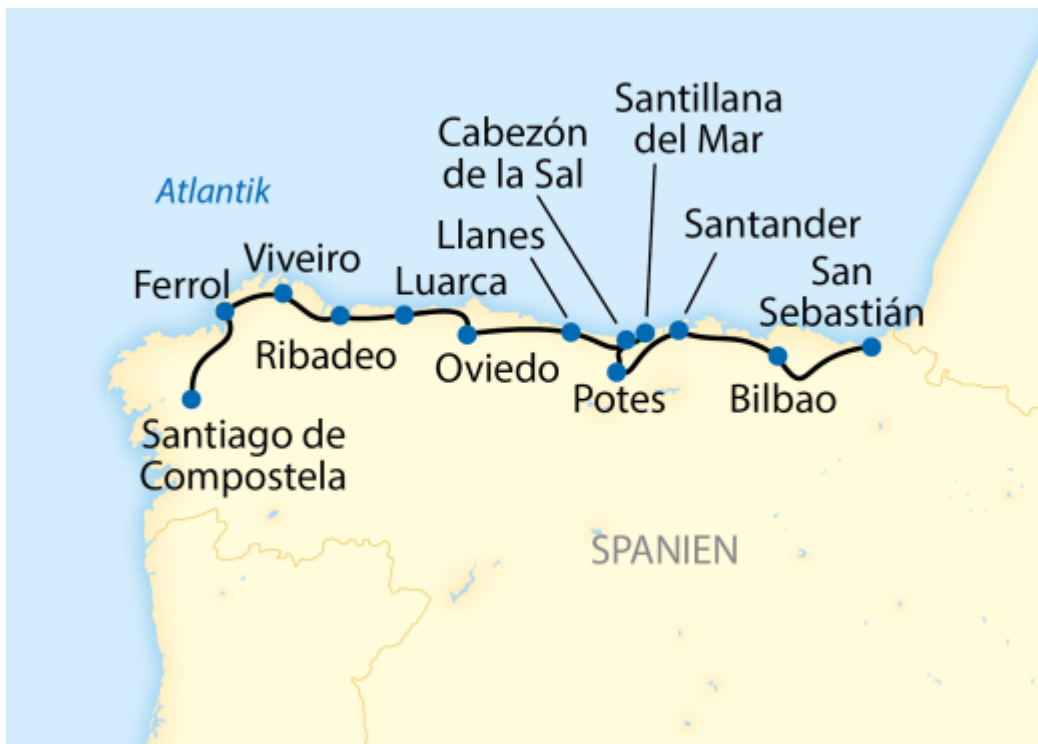 Santillana
del Mar
Cabezón
de la Sal
Atlantik
Santander
Llanes
Viveiro
San
Sebastián
Ferrol
Luarca
Ribadeo
Oviedo
Potes
Bilbao
Santiago de
Compostela
SPANIEN